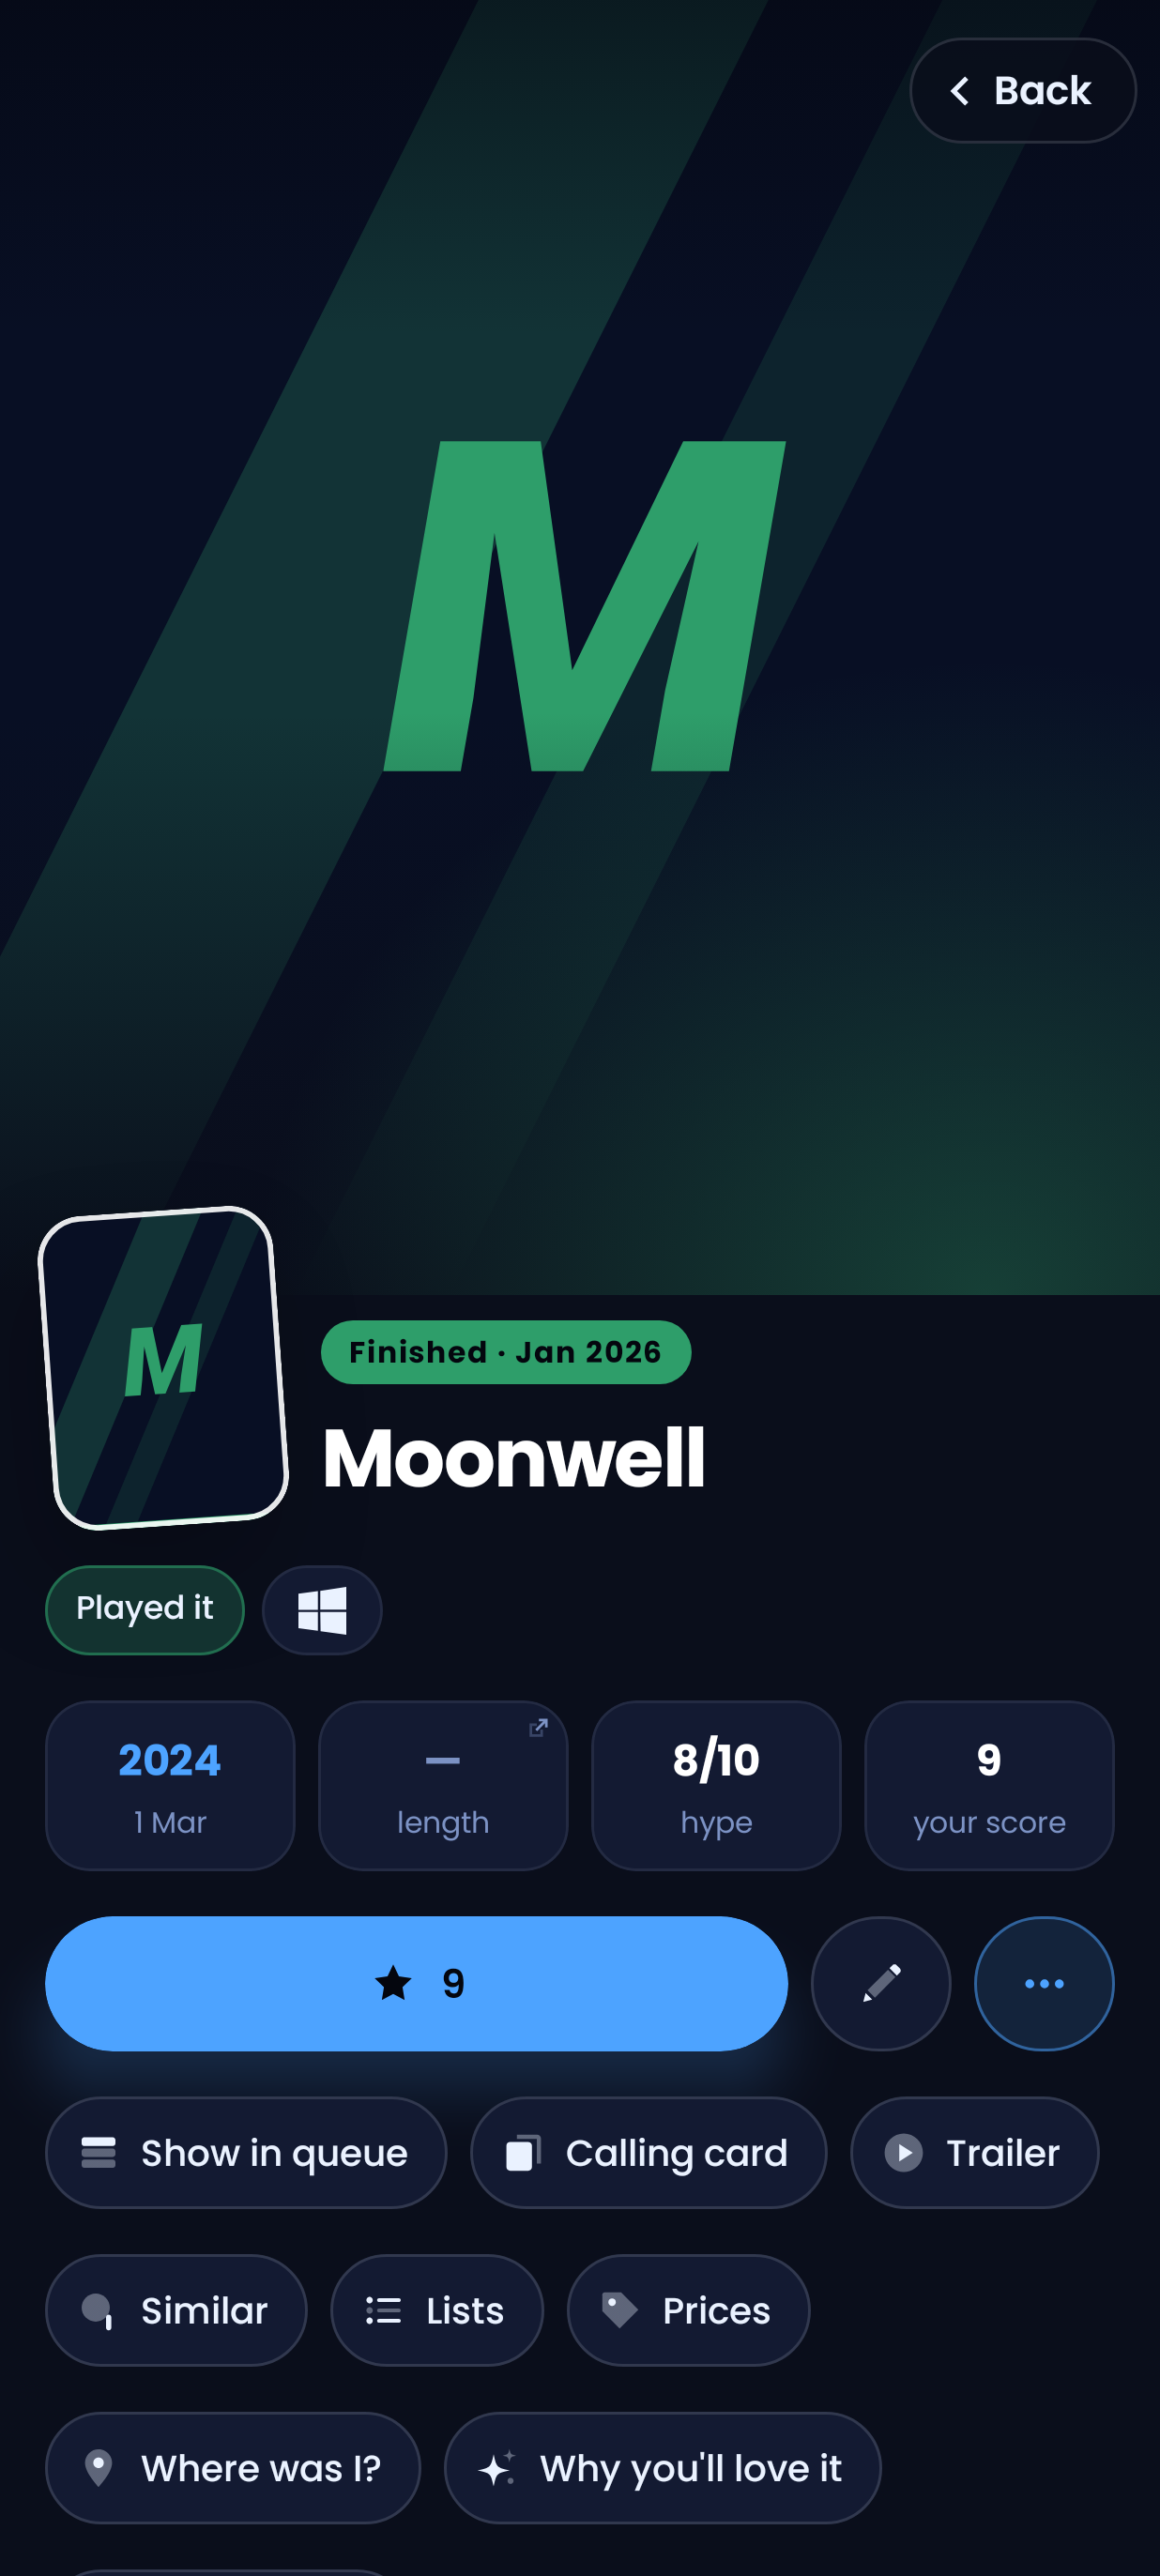 Back
M
M
Finished · Jan 2026
Moonwell
Played it
2024
1 Mar
—
length
8/10
hype
9
your score
9
Show in queue
Calling card
Trailer
Similar
Lists
Prices
Where was I?
Why you'll love it